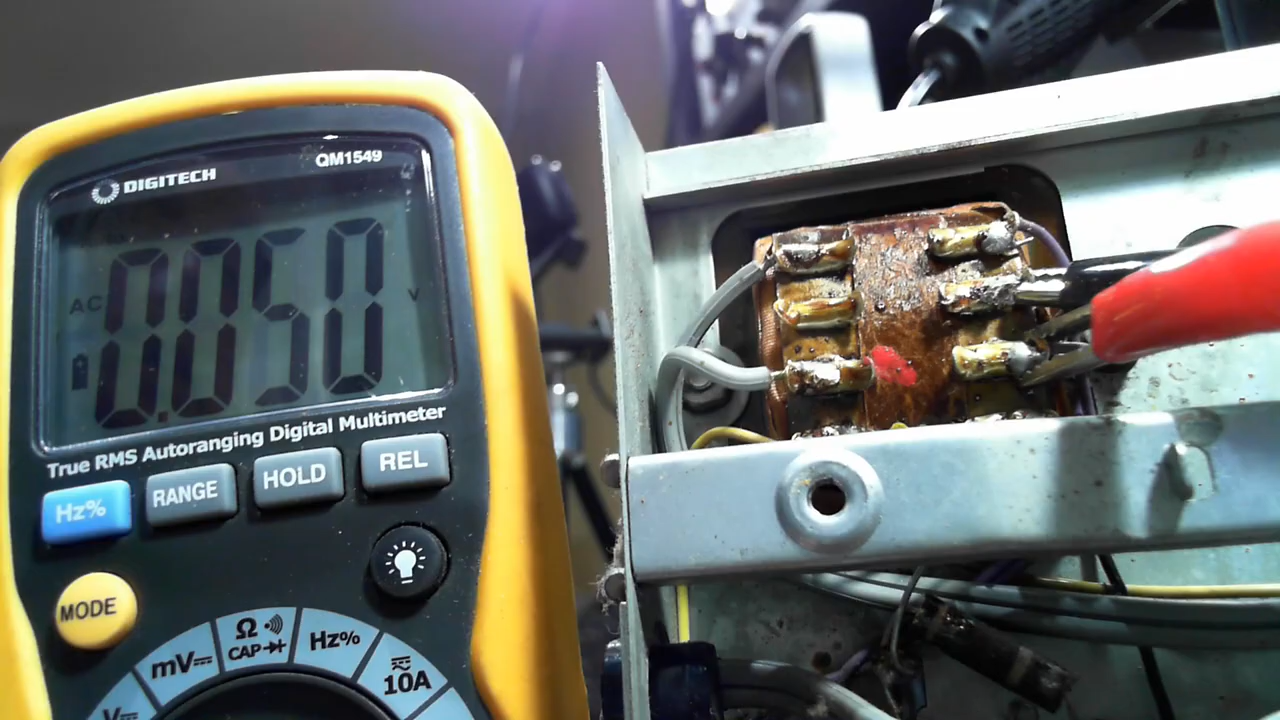 DIGITECH
QM1549
AC
0.050
V
True RMS Autoranging Digital Multimeter
Hz%
RANGE
HOLD
REL
MODE
mV
Ω
CAP
Hz%
10A
V